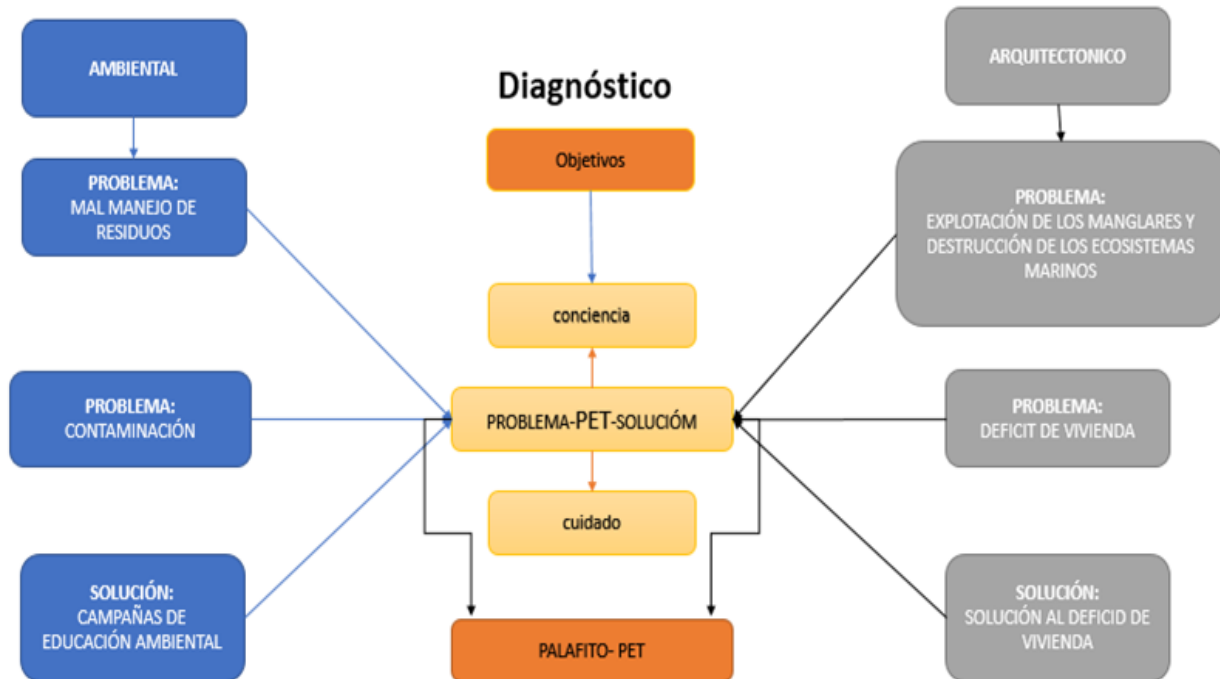 Diagnóstico
AMBIENTAL
PROBLEMA:
MAL MANEJO DE
RESIDUOS
PROBLEMA:
CONTAMINACIÓN
SOLUCIÓN:
CAMPAÑAS DE
EDUCACIÓN AMBIENTAL
Objetivos
conciencia
PROBLEMA-PET-SOLUCIÓM
cuidado
PALAFITO- PET
ARQUITECTONICO
PROBLEMA:
EXPLOTACIÓN DE LOS MANGLARES Y
DESTRUCCIÓN DE LOS ECOSISTEMAS
MARINOS
PROBLEMA:
DEFICIT DE VIVIENDA
SOLUCIÓN:
SOLUCIÓN AL DEFICID DE
VIVIENDA